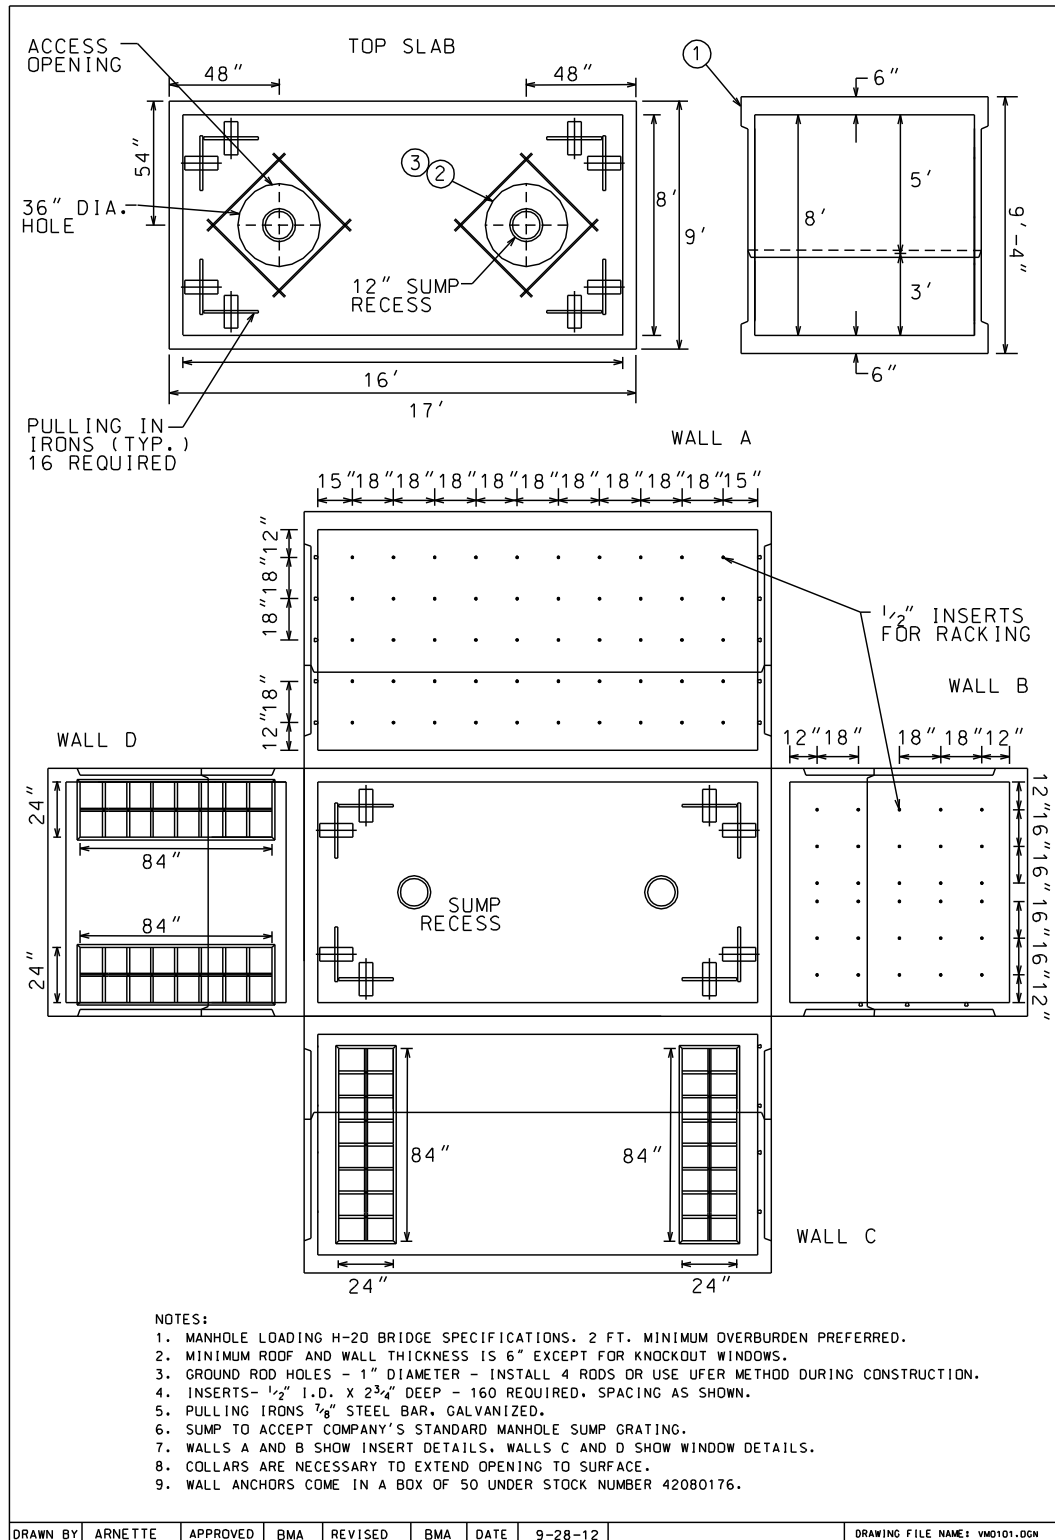 TOP SLAB
ACCESS
OPENING
48"
48"
54"
36" DIA.
HOLE
3
2
12" SUMP
RECESS
8'
9'
16'
17'
PULLING IN
IRONS (TYP.)
16 REQUIRED
1
6"
5'
8'
3'
9'-4"
6"
WALL A
15" 18" 18" 18" 18" 18" 18" 18" 18" 18" 15"
12"
18"
18"
18"
12"
1/2" INSERTS
FOR RACKING
WALL B
12" 18" 18" 18" 12"
12"
16"
16"
16"
16"
12"
WALL D
24"
84"
84"
24"
SUMP
RECESS
84"
84"
24"
24"
WALL C
NOTES:
1. MANHOLE LOADING H-20 BRIDGE SPECIFICATIONS. 2 FT. MINIMUM OVERBURDEN PREFERRED.
2. MINIMUM ROOF AND WALL THICKNESS IS 6" EXCEPT FOR KNOCKOUT WINDOWS.
3. GROUND ROD HOLES - 1" DIAMETER - INSTALL 4 RODS OR USE UFER METHOD DURING CONSTRUCTION.
4. INSERTS- 1/2" I.D. X 2 3/4" DEEP - 160 REQUIRED, SPACING AS SHOWN.
5. PULLING IRONS 7/8" STEEL BAR, GALVANIZED.
6. SUMP TO ACCEPT COMPANY'S STANDARD MANHOLE SUMP GRATING.
7. WALLS A AND B SHOW INSERT DETAILS, WALLS C AND D SHOW WINDOW DETAILS.
8. COLLARS ARE NECESSARY TO EXTEND OPENING TO SURFACE.
9. WALL ANCHORS COME IN A BOX OF 50 UNDER STOCK NUMBER 42080176.
DRAWN BY ARNETTE APPROVED BMA REVISED BMA DATE 9-28-12 DRAWING FILE NAME: VM0101.DGN